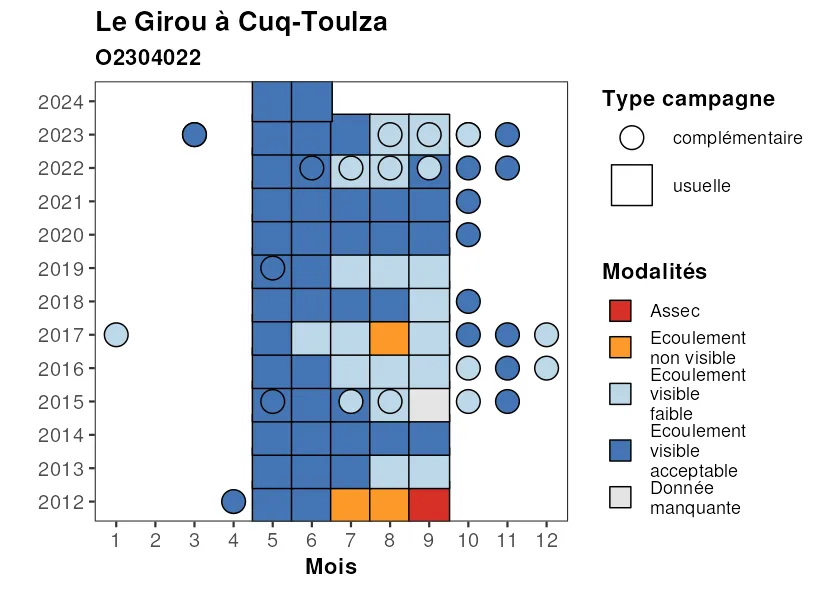 Le Girou à Cuq-Toulza
O2304022
2024
2023
2022
2021
2020
2019
2018
2017
2016
2015
2014
2013
2012
1 2 3 4 5 6 7 8 9 10 11 12
Mois
Type campagne
complémentaire
usuelle
Modalités
Assec
Ecoulement
non visible
Ecoulement
visible
faible
Ecoulement
visible
acceptable
Donnée
manquante